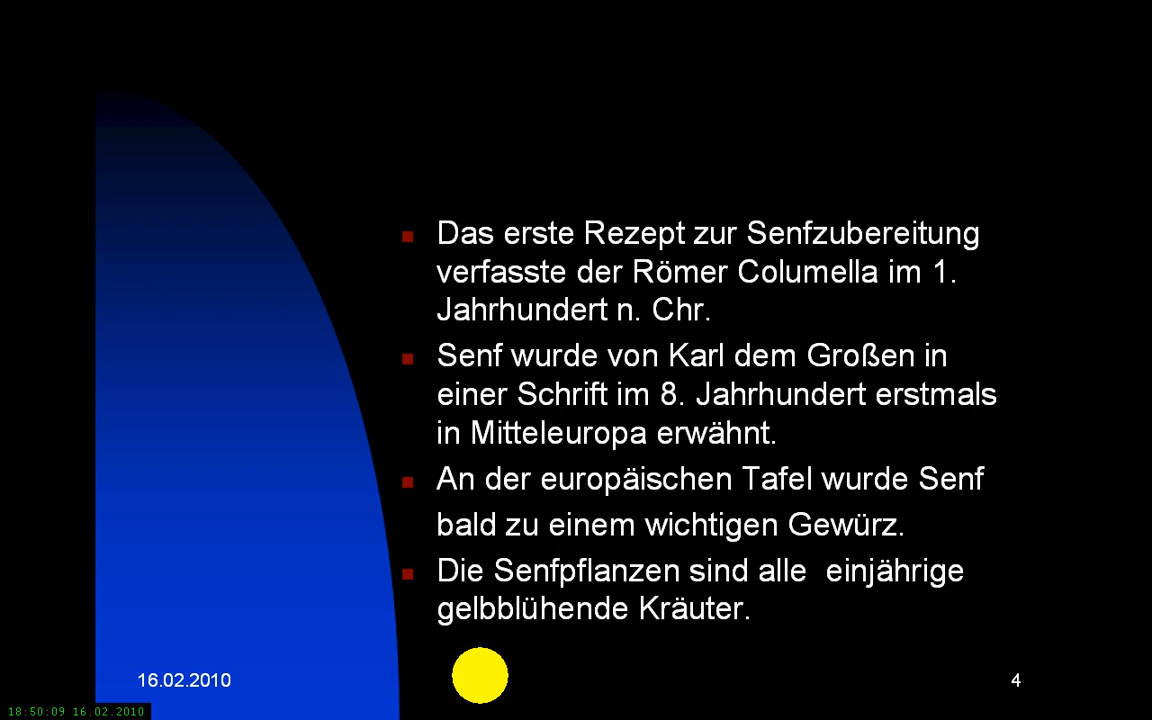 Das erste Rezept zur Senfzubereitung
verfasste der Römer Columella im 1.
Jahrhundert n. Chr.
Senf wurde von Karl dem Großen in
einer Schrift im 8. Jahrhundert erstmals
in Mitteleuropa erwähnt.
An der europäischen Tafel wurde Senf
bald zu einem wichtigen Gewürz.
Die Senfpflanzen sind alle  einjährige
gelbblühende Kräuter.
16.02.2010
4
18:50:09 16.02.2010